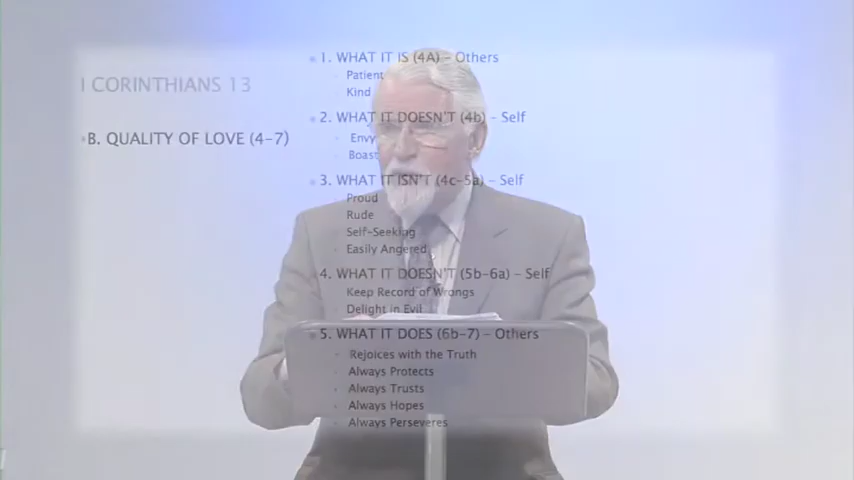 I CORINTHIANS 13
•B. QUALITY OF LOVE (4-7)
1. WHAT IT IS (4A) – Others
Patient
Kind
2. WHAT IT DOESN'T (4b) – Self
Envy
Boast
3. WHAT IT ISN'T (4c-5a) – Self
Proud
Rude
Self-Seeking
Easily Angered
4. WHAT IT DOESN'T (5b-6a) – Self
Keep Record of Wrongs
Delight in Evil
5. WHAT IT DOES (6b-7) – Others
Rejoices with the Truth
Always Protects
Always Trusts
Always Hopes
Always Perseveres